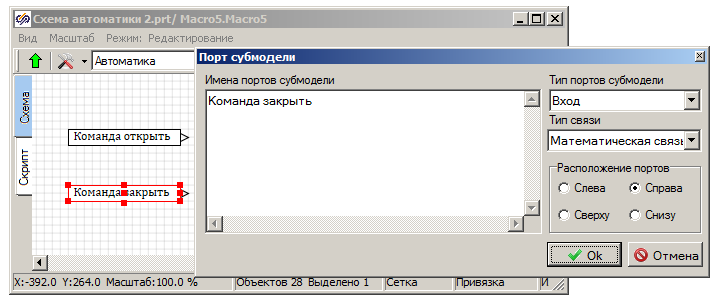 Схема автоматики 2.prt/ Macro5.Macro5
Вид Масштаб Режим: Редактирование
Автоматика
Схема
Скрипт
Команда открыть
Команда закрыть
X:-392.0 Y:264.0 Масштаб:100.0 %
Объектов 28 Выделено 1
Сетка
Привязка
И
Порт субмодели
Имена портов субмодели
Команда закрыть
Тип портов субмодели
Вход
Тип связи
Математическая связь
Расположение портов
Слева
Справа
Сверху
Снизу
Ok
Отмена